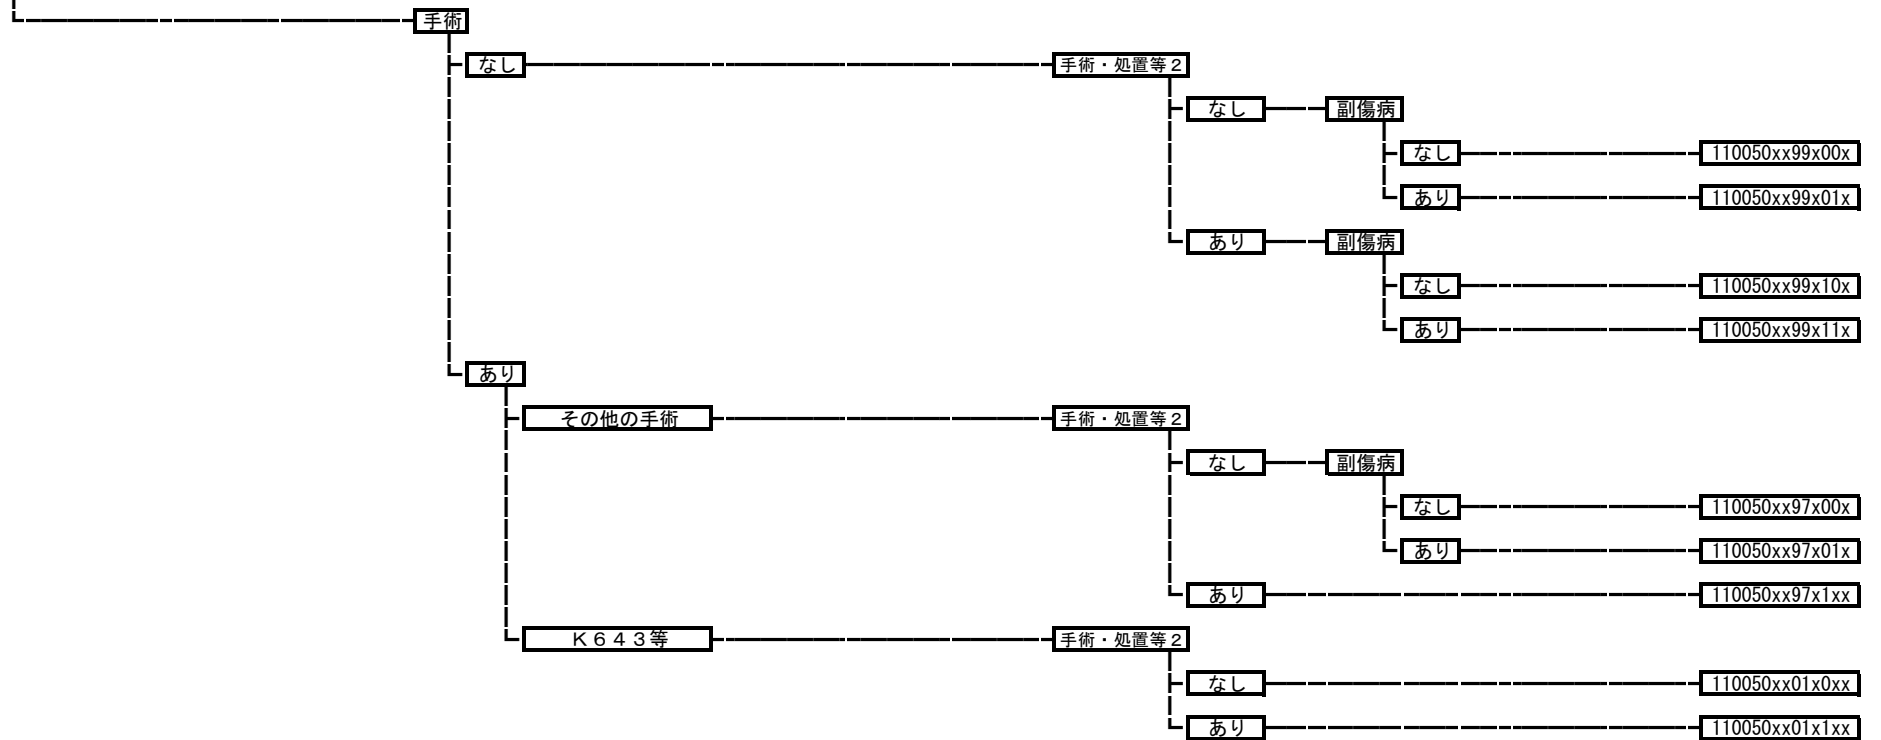 手術
なし 手術・処置等２
なし 副傷病
なし 110050xx99x00x
あり 110050xx99x01x
あり 副傷病
なし 110050xx99x10x
あり 110050xx99x11x
あり
その他の手術 手術・処置等２
なし 副傷病
なし 110050xx97x00x
あり 110050xx97x01x
あり 110050xx97x1xx
Ｋ６４３等 手術・処置等２
なし 110050xx01x0xx
あり 110050xx01x1xx